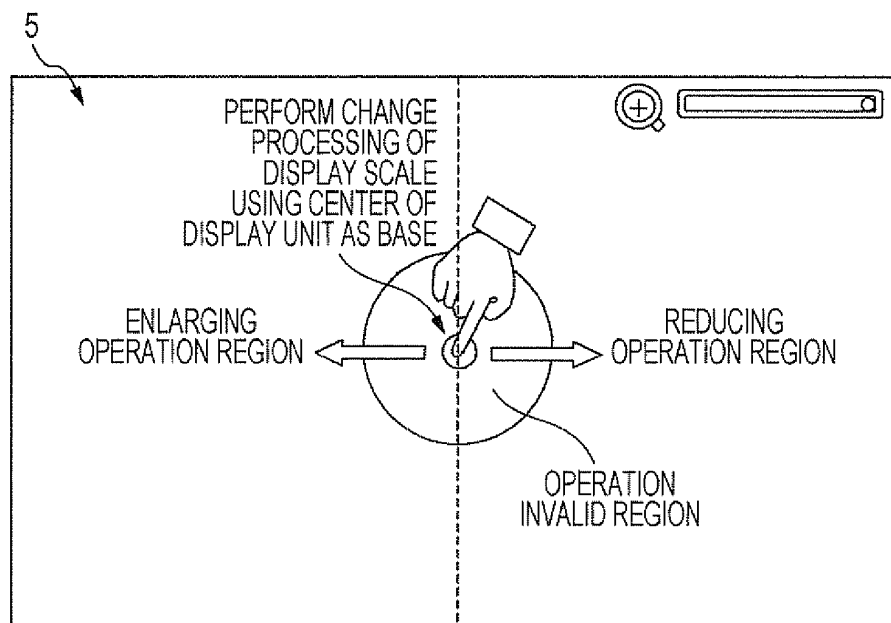 5
PERFORM CHANGE
PROCESSING OF
DISPLAY SCALE
USING CENTER OF
DISPLAY UNIT AS BASE
ENLARGING
OPERATION REGION
REDUCING
OPERATION REGION
OPERATION
INVALID REGION